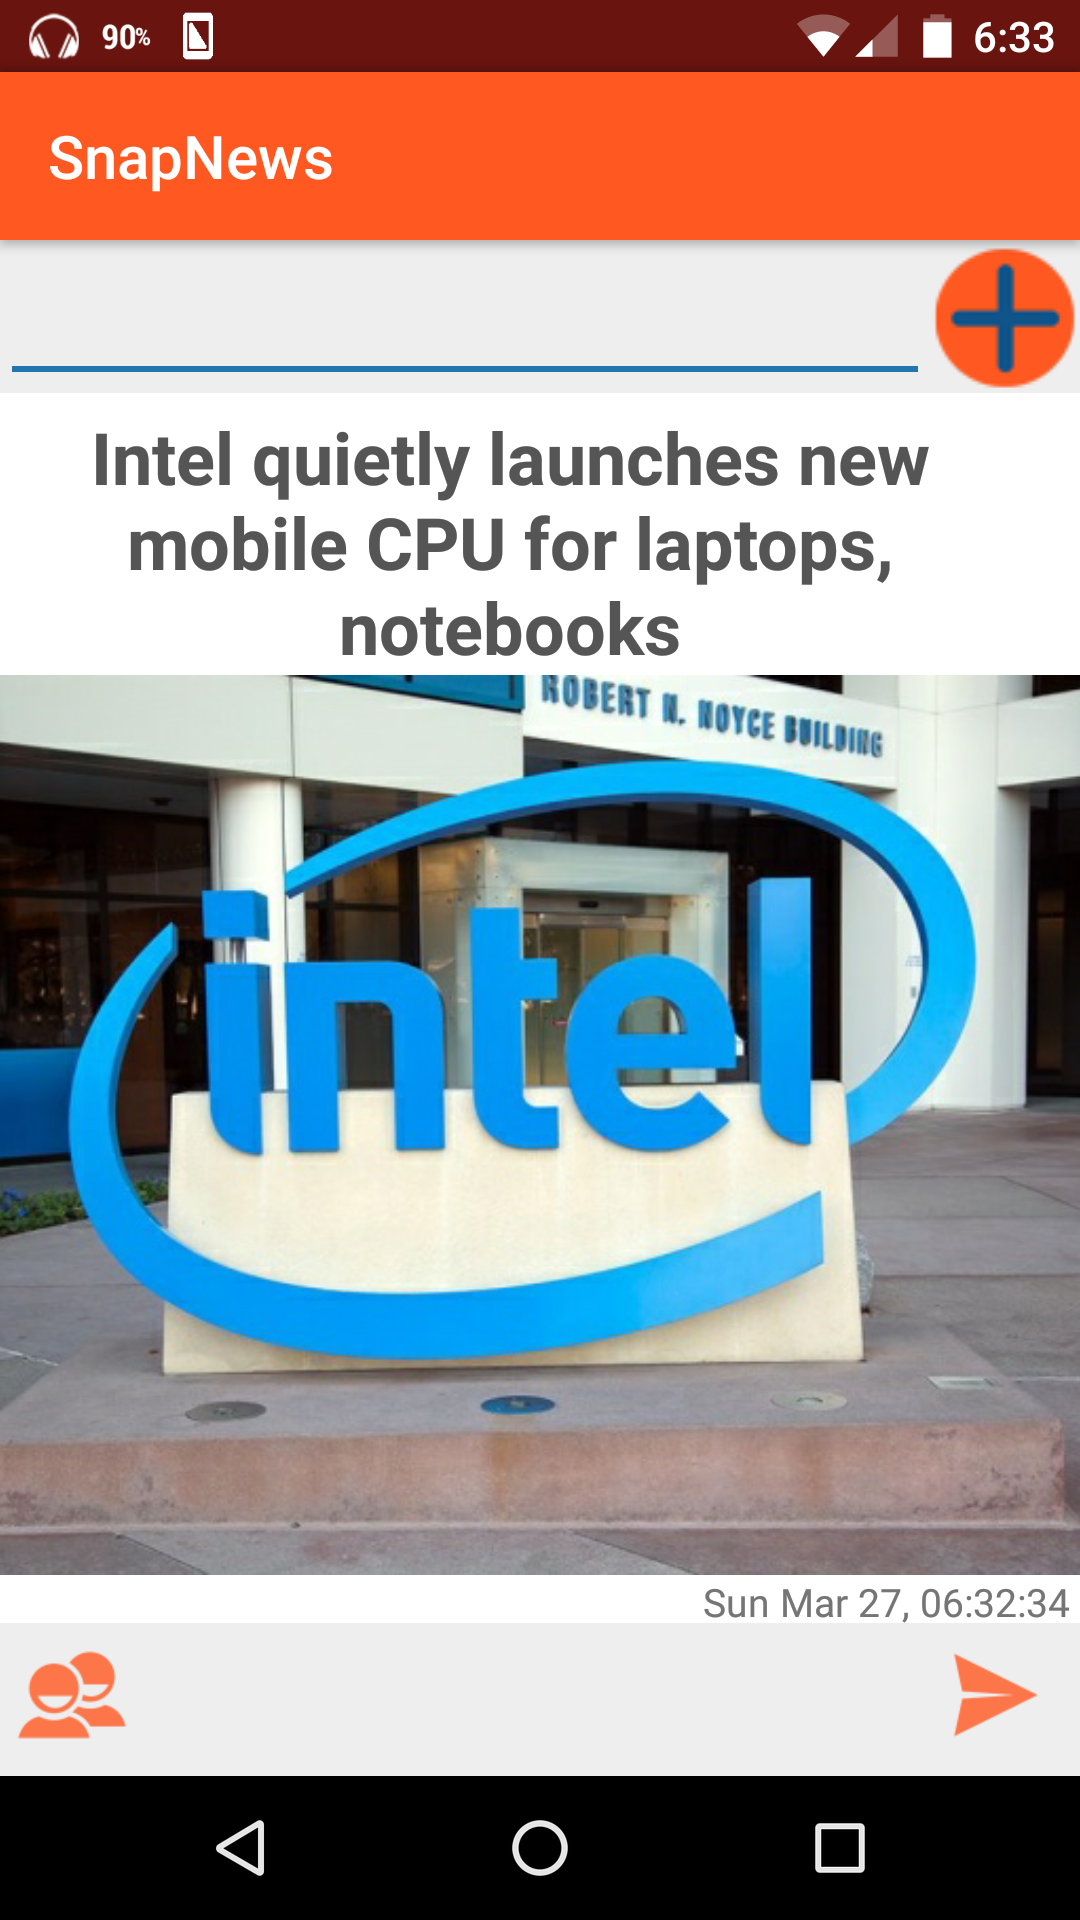 90%
6:33
SnapNews
Intel quietly launches new
mobile CPU for laptops,
notebooks
ROBERT N. NOYCE BUILDING
intel
Sun Mar 27, 06:32:34